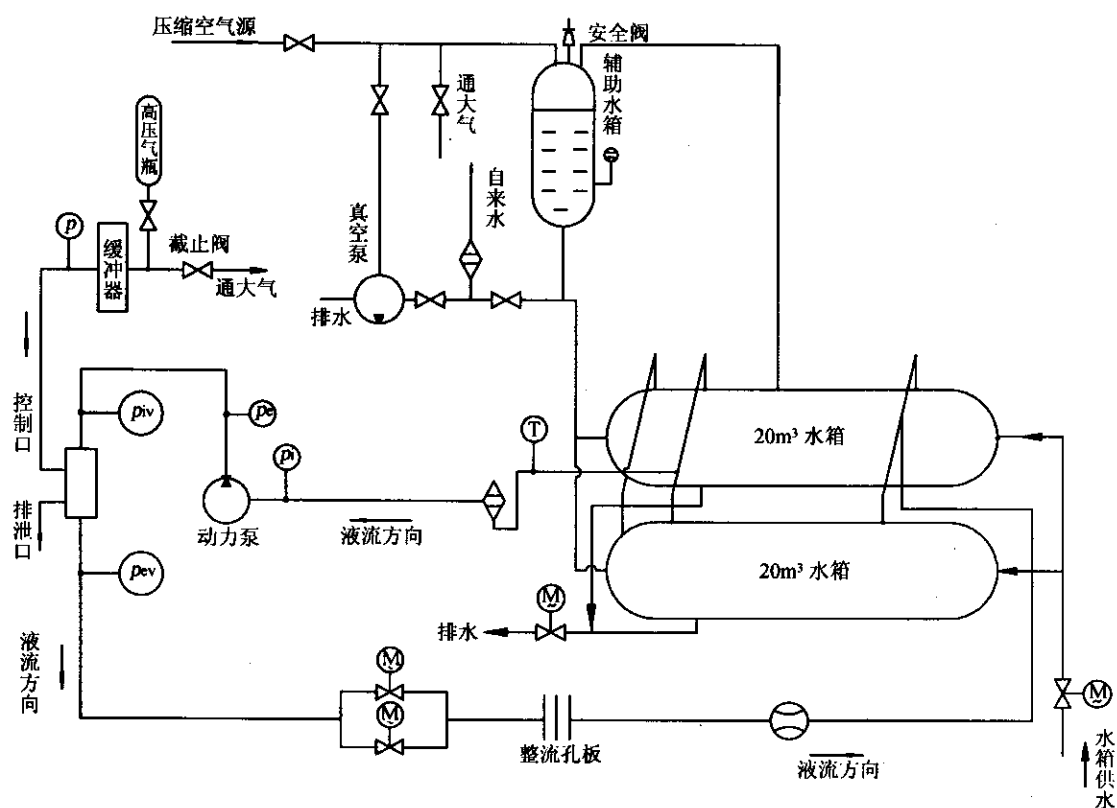 压缩空气源
安全阀
辅助水箱
通大气
高压气瓶
自来水
真空泵
p
缓冲器
截止阀
通大气
排水
控制口
piv
pe
T
20m³ 水箱
pi
排泄口
动力泵
液流方向
20m³ 水箱
pev
M
排水
液流方向
M
M
M
整流孔板
液流方向
水箱供水